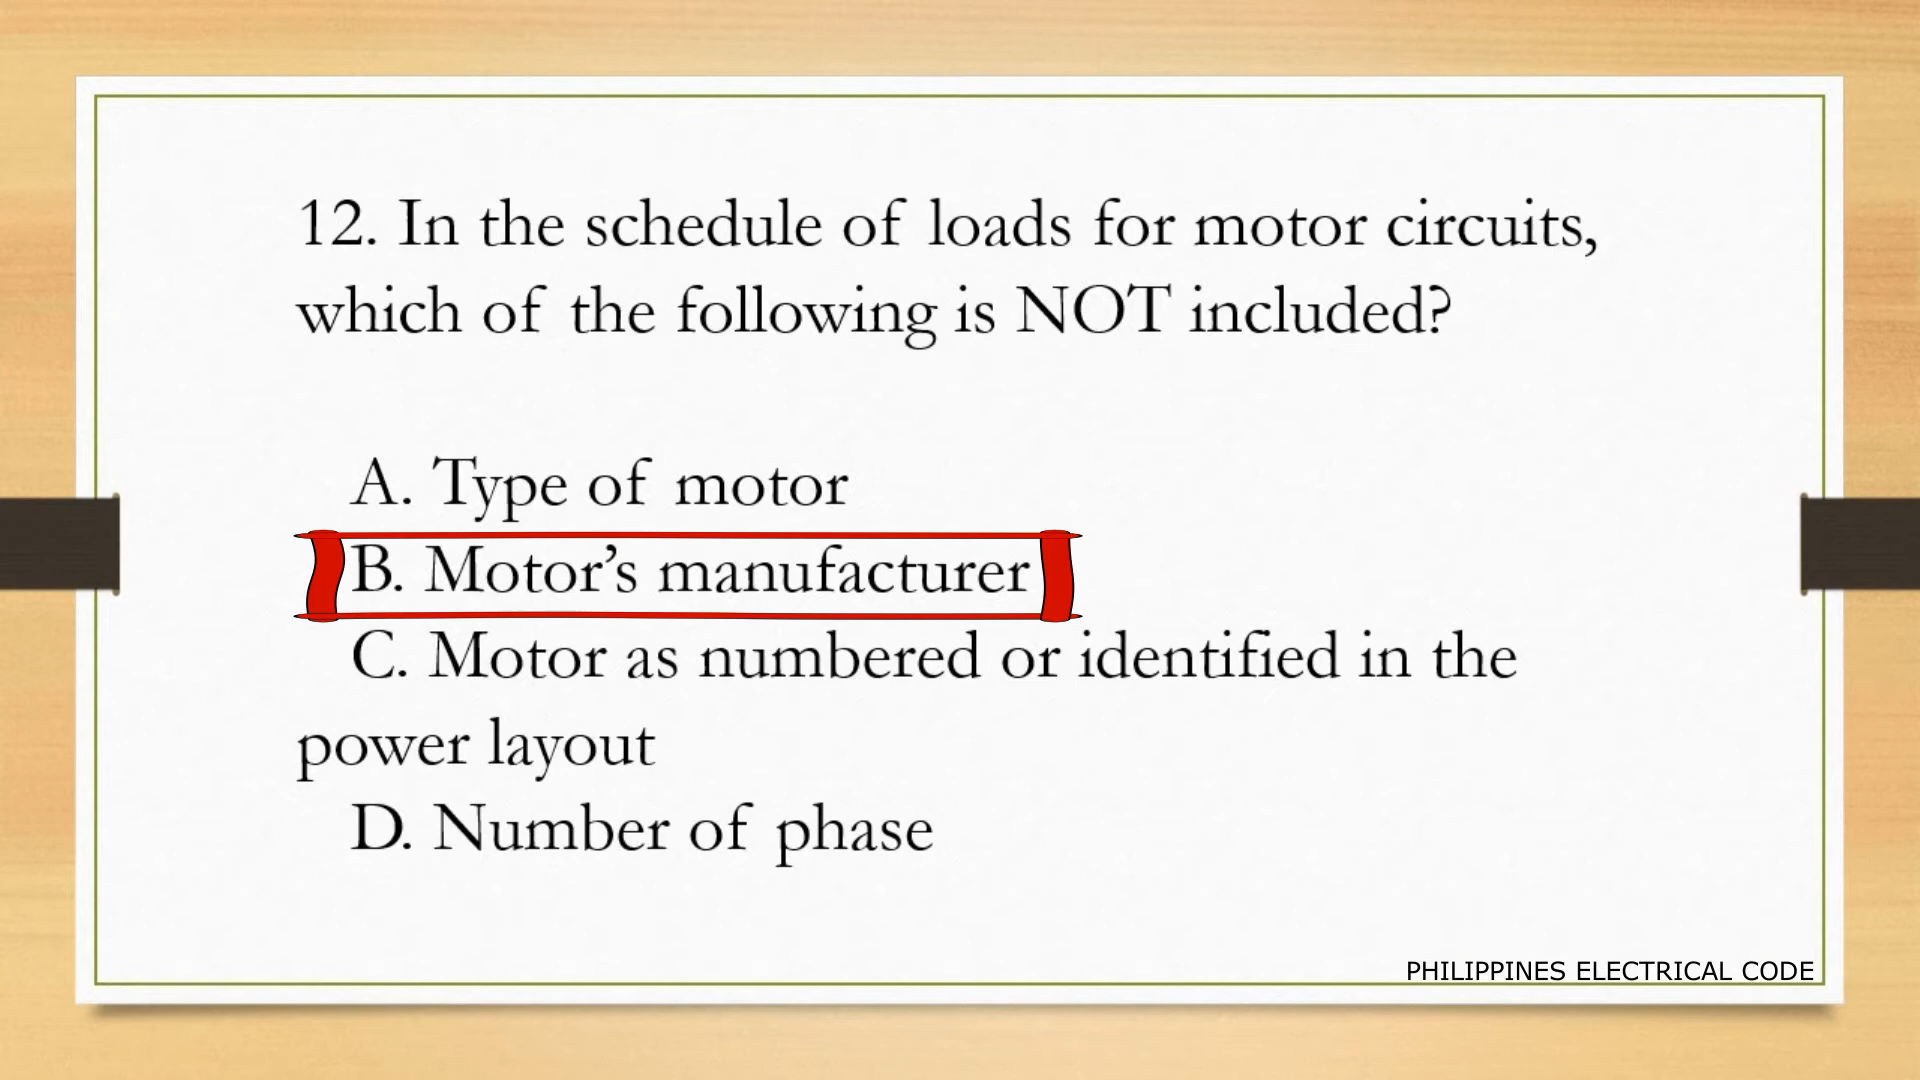 12. In the schedule of loads for motor circuits,
which of the following is NOT included?
A. Type of motor
B. Motor’s manufacturer
C. Motor as numbered or identified in the
power layout
D. Number of phase
PHILIPPINES ELECTRICAL CODE